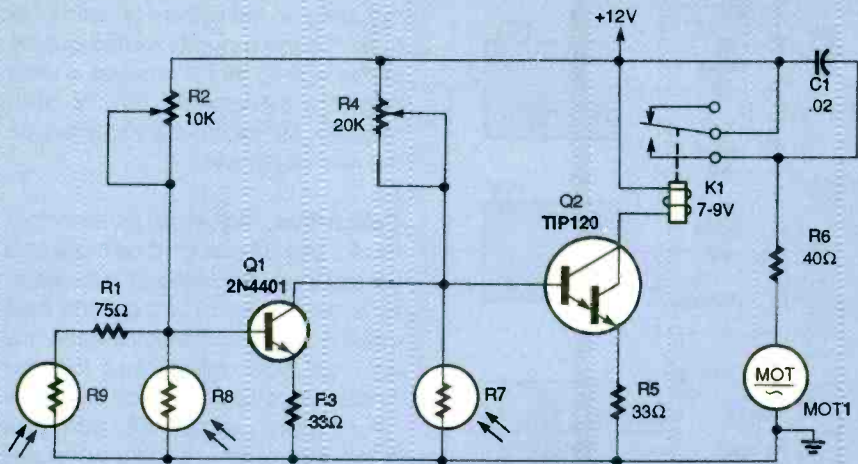 +12V
R2
10K
R4
20K
C1
.02
K1
7-9V
Q2
TIP120
R6
40Ω
R1
75Ω
Q1
2N4401
R9
R8
R3
33Ω
R7
R5
33Ω
MOT
MOT1